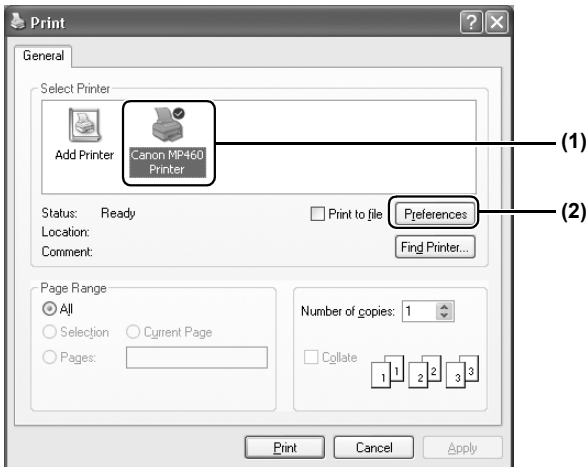 Print
General
Select Printer
Add Printer
Canon MP460
Printer
(1)
Status: Ready
Print to file
Preferences
(2)
Location:
Comment:
Find Printer...
Page Range
All
Selection
Current Page
Pages:
Number of copies: 1
Collate
1 1 2 2 3 3
Print Cancel Apply